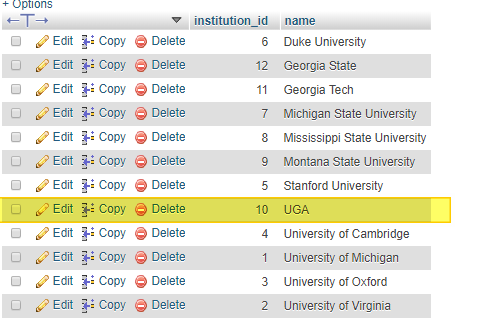 + Options
←T→ institution_id name
Edit Copy Delete 6 Duke University
Edit Copy Delete 12 Georgia State
Edit Copy Delete 11 Georgia Tech
Edit Copy Delete 7 Michigan State University
Edit Copy Delete 8 Mississippi State University
Edit Copy Delete 9 Montana State University
Edit Copy Delete 5 Stanford University
Edit Copy Delete 10 UGA
Edit Copy Delete 4 University of Cambridge
Edit Copy Delete 1 University of Michigan
Edit Copy Delete 3 University of Oxford
Edit Copy Delete 2 University of Virginia